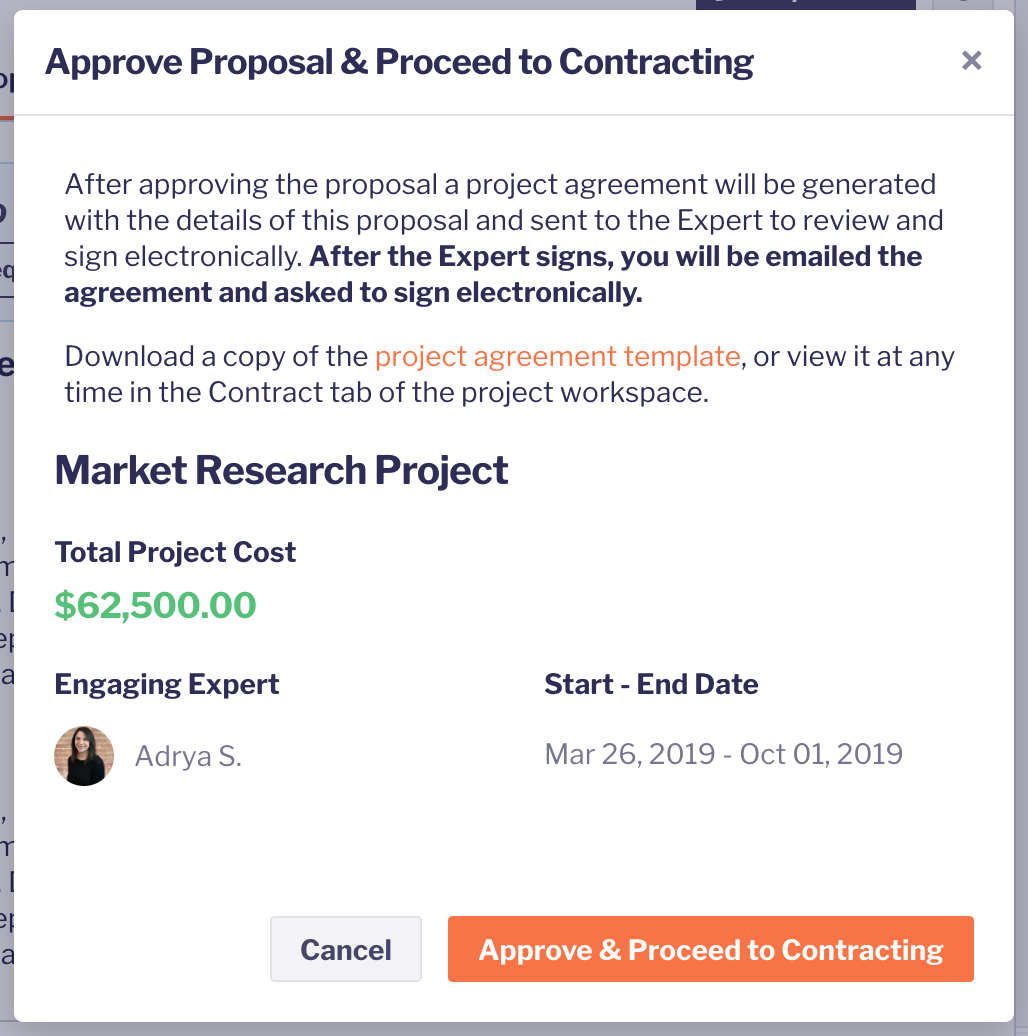 Approve Proposal & Proceed to Contracting
After approving the proposal a project agreement will be generated
with the details of this proposal and sent to the Expert to review and
sign electronically. After the Expert signs, you will be emailed the
agreement and asked to sign electronically.
Download a copy of the project agreement template, or view it at any
time in the Contract tab of the project workspace.
Market Research Project
Total Project Cost
$62,500.00
Engaging Expert
Start - End Date
Adrya S.
Mar 26, 2019 - Oct 01, 2019
Cancel
Approve & Proceed to Contracting